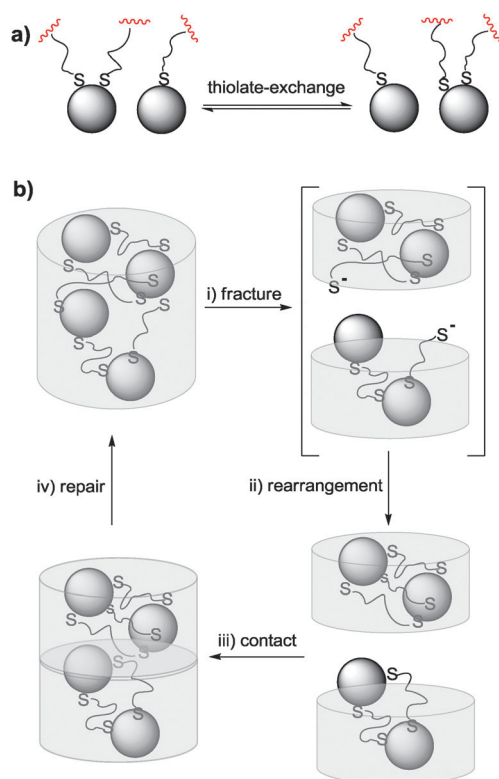 a)
S S S
thiolate-exchange
S S S
b)
S S
S S
S S
S
S S
i) fracture
S S
S S
S⁻ S
S⁻
S S
iv) repair
ii) rearrangement
S S
S S
S S
iii) contact
S S
S S
S S
S
S S
S
S S